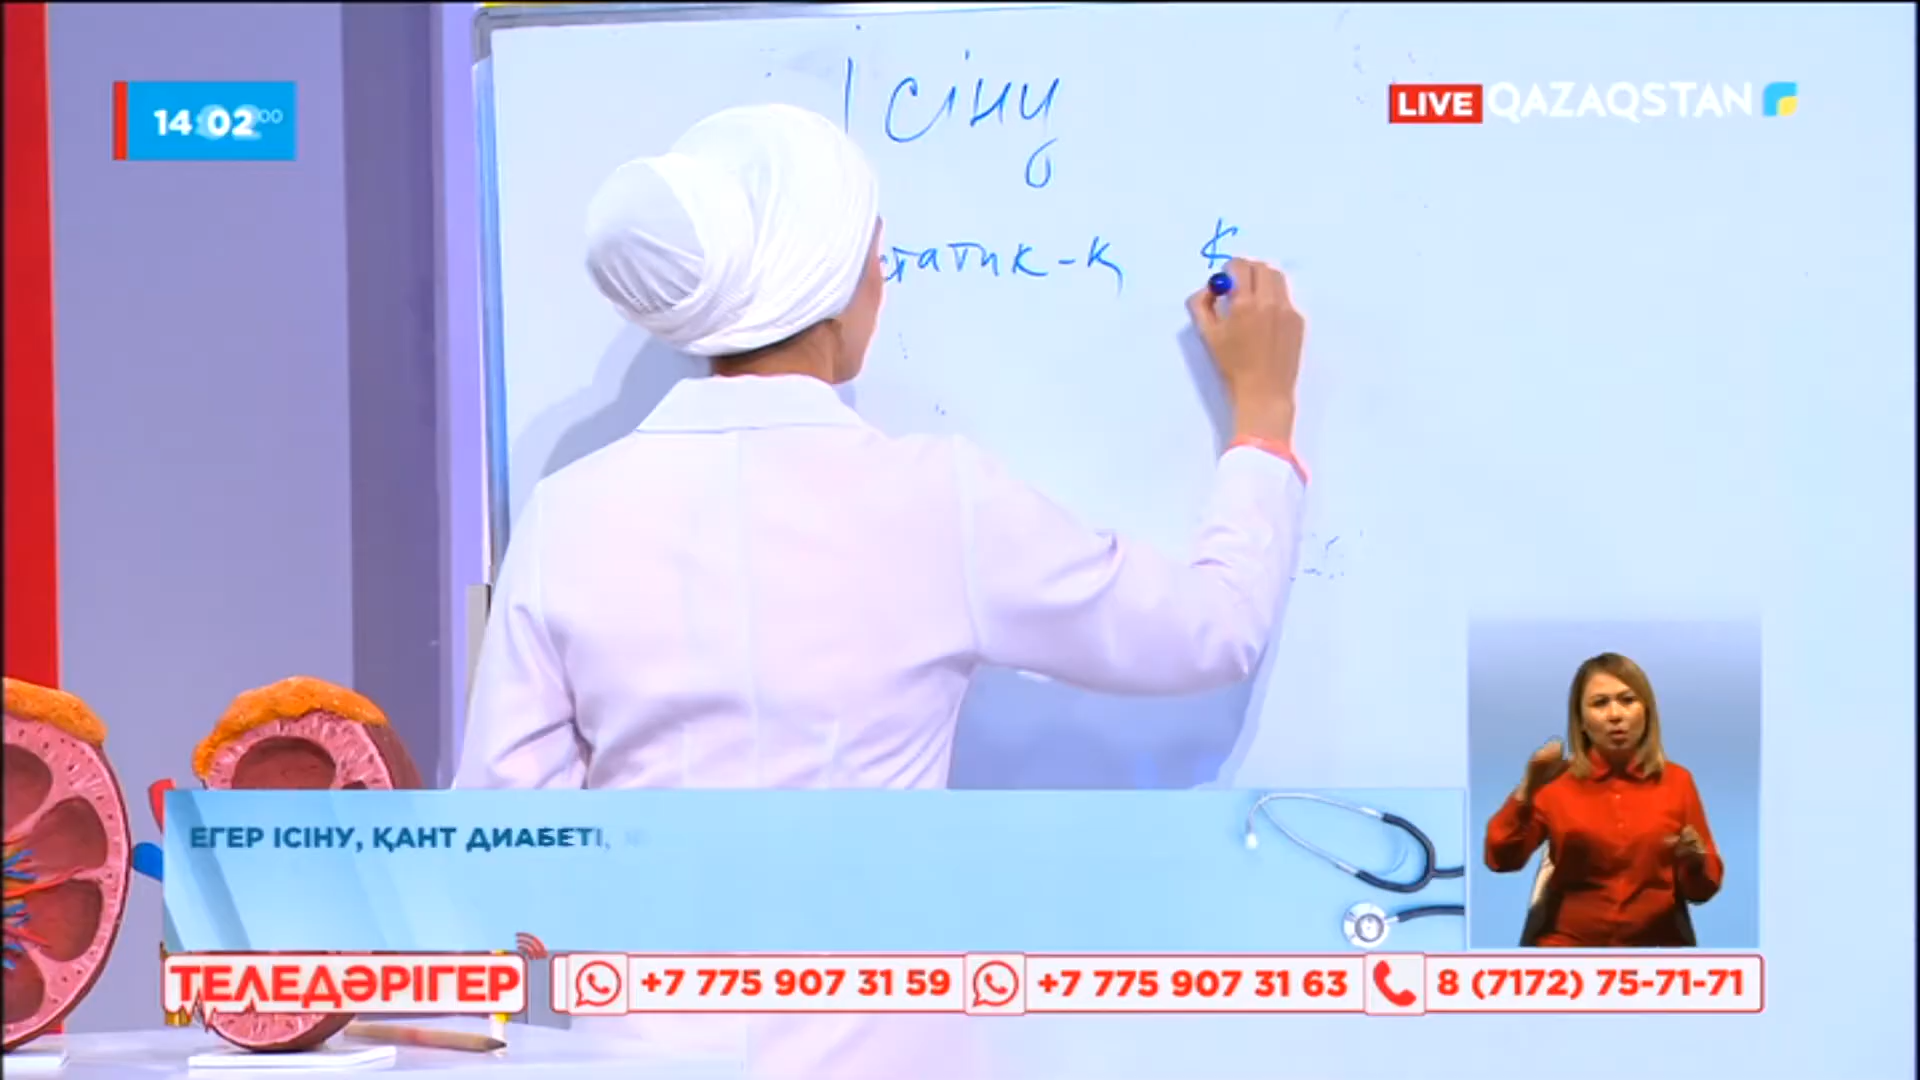 14:02
LIVE QAZAQSTAN
Ісіну
статик-қ Қ
ЕГЕР ІСІНУ, ҚАНТ ДИАБЕТІ,
ТЕЛЕДӘРІГЕР
+7 775 907 31 59
+7 775 907 31 63
8 (7172) 75-71-71